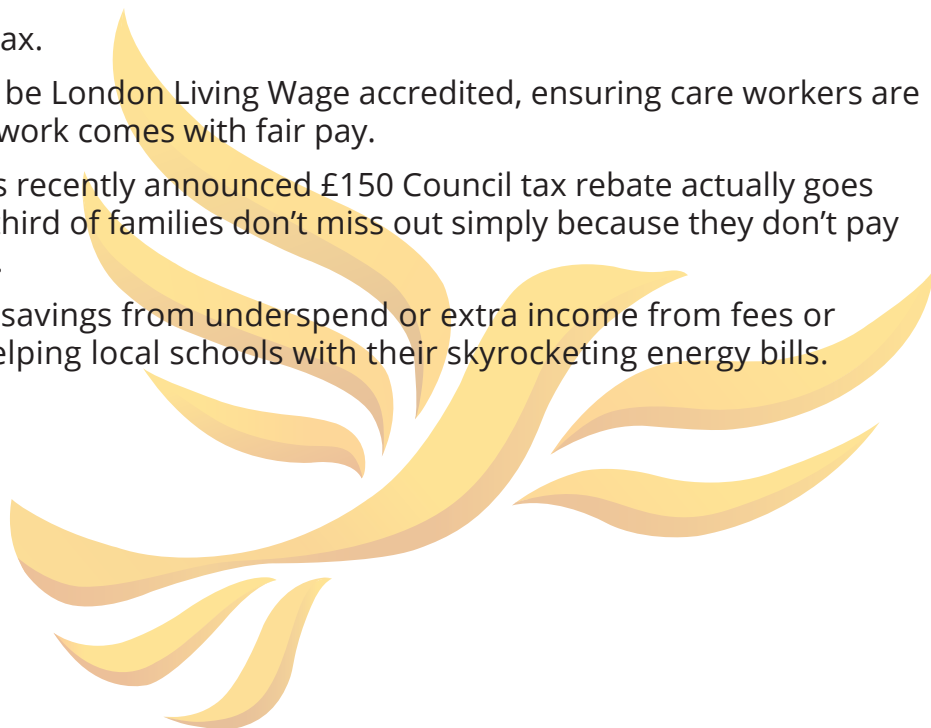 ax.
be London Living Wage accredited, ensuring care workers are
work comes with fair pay.
s recently announced £150 Council tax rebate actually goes
third of families don’t miss out simply because they don’t pay
.
savings from underspend or extra income from fees or
elping local schools with their skyrocketing energy bills.